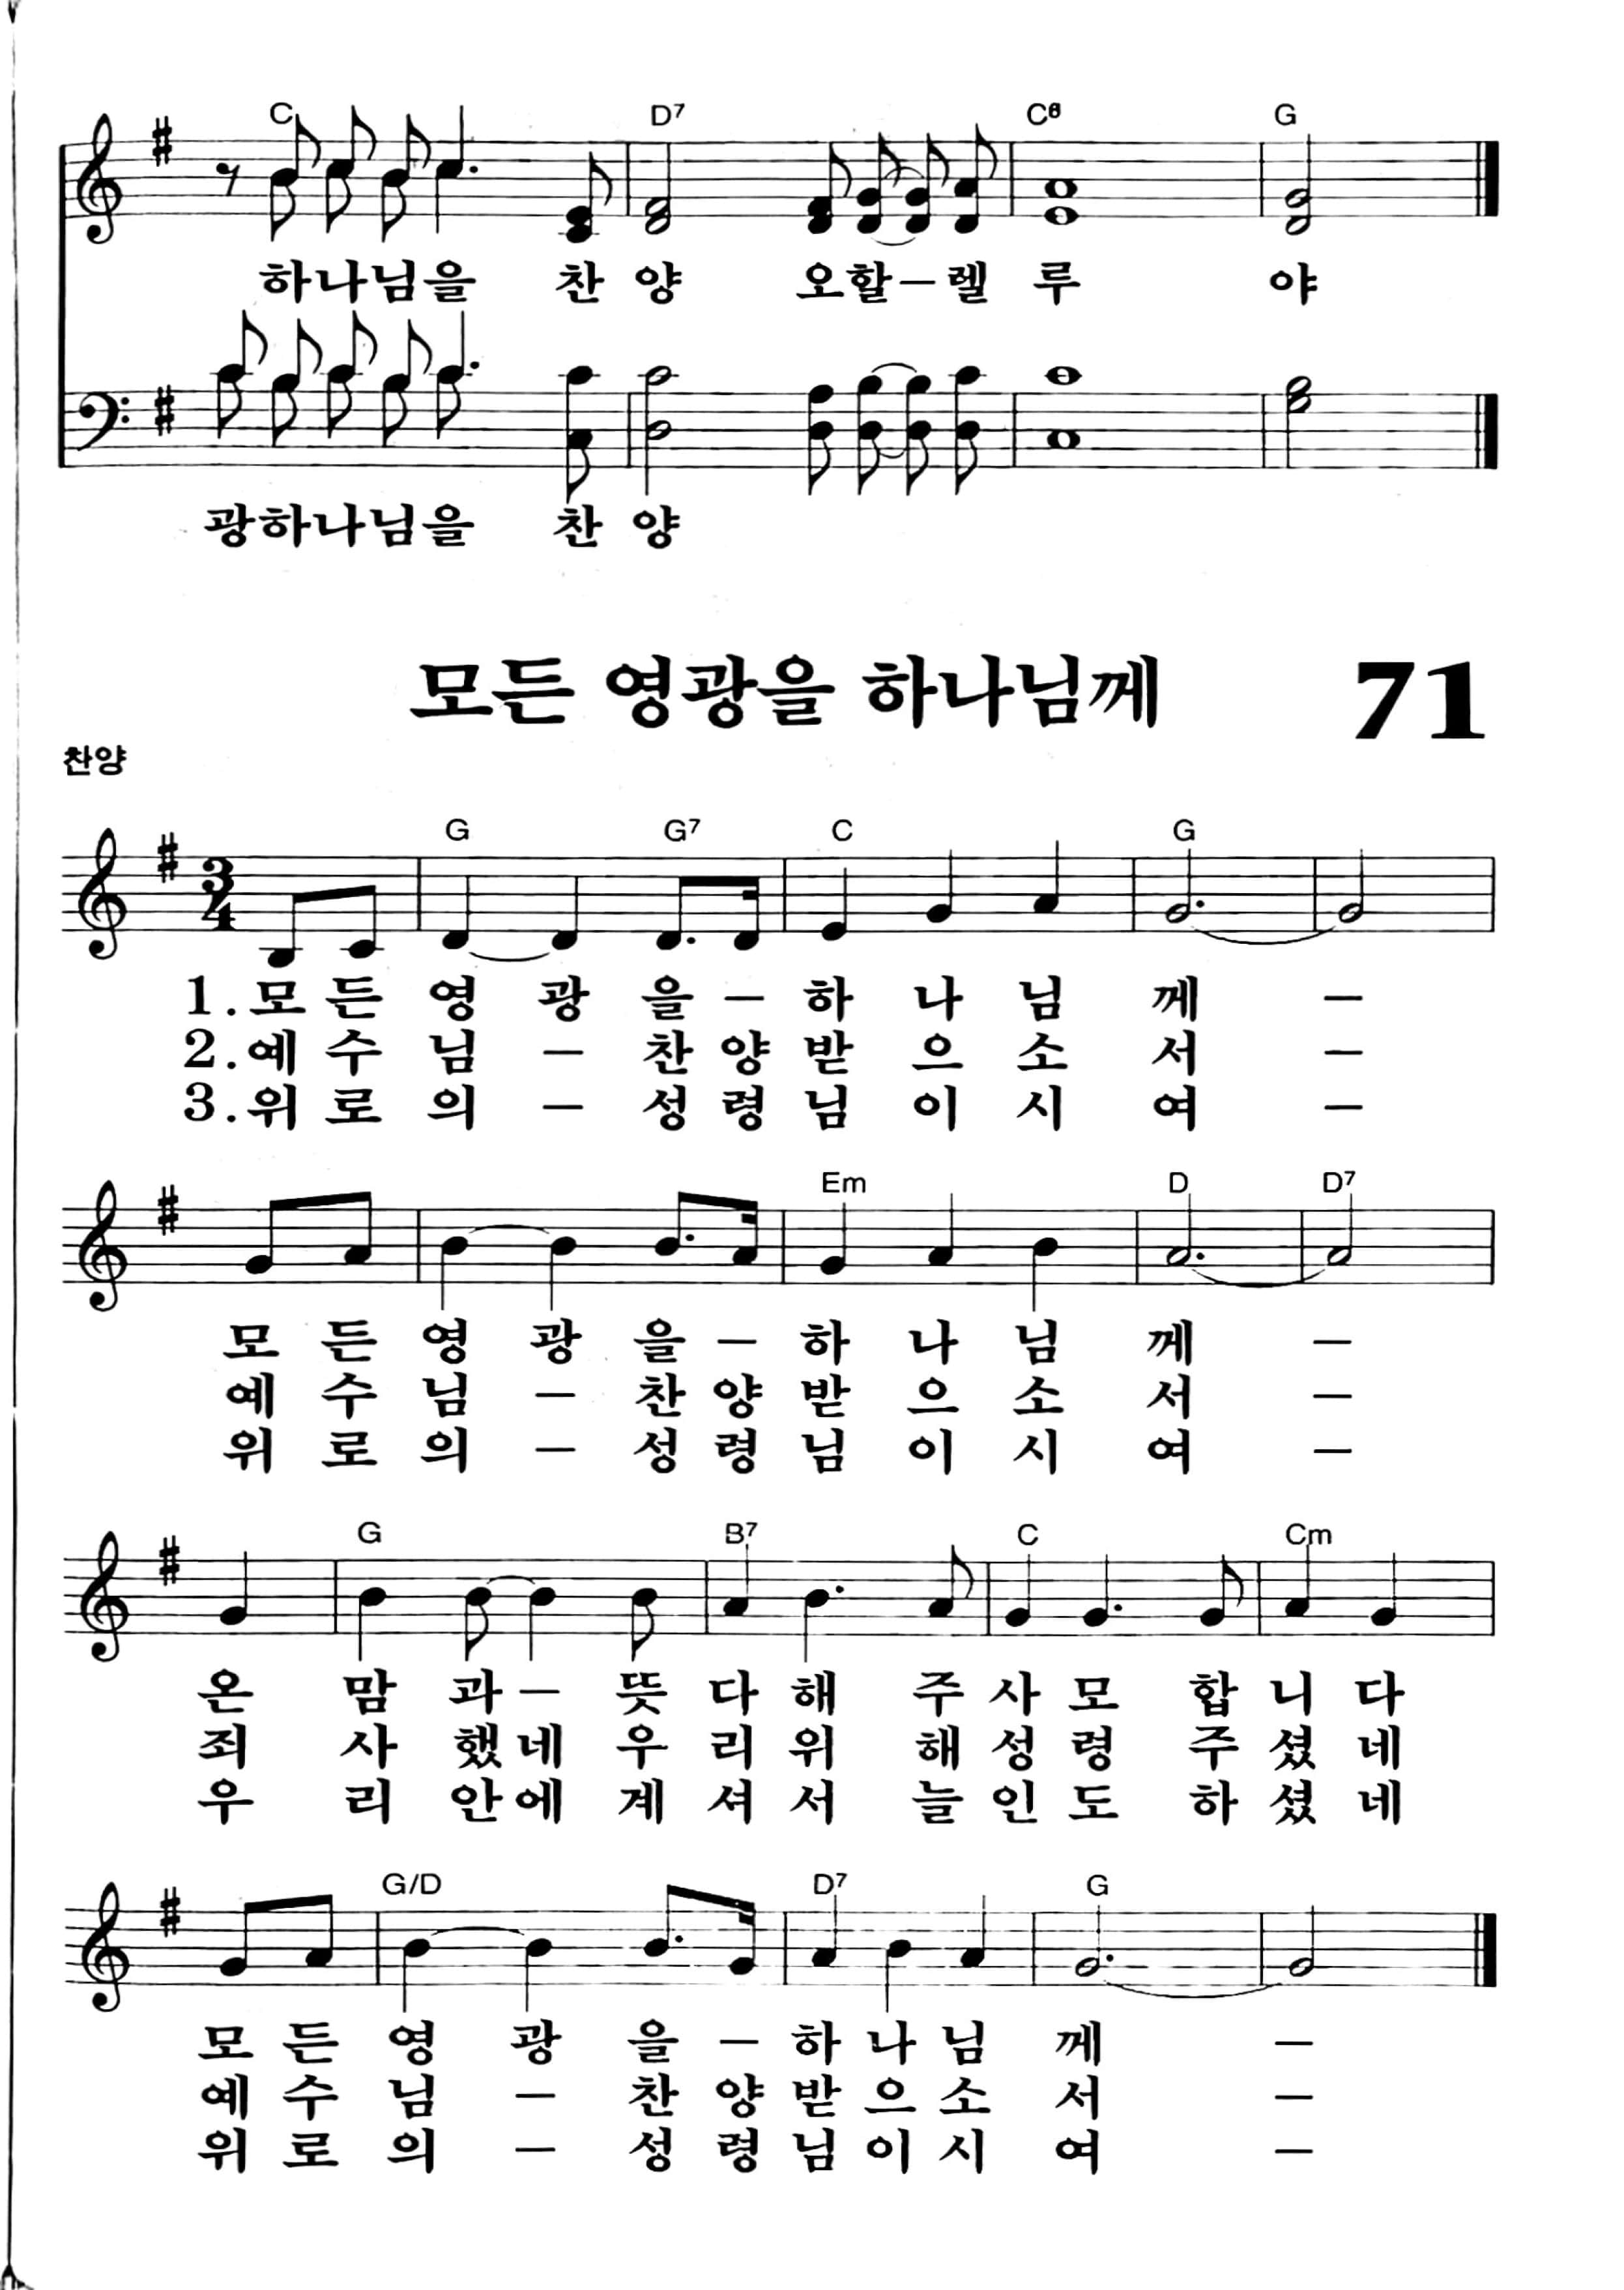 C D7 C6 G
하나님을 찬 양 오할－렐 루 야
광하나님을 찬 양
모든 영광을 하나님께 71
찬양
G G7 C G
3/4
1. 모 든 영 광 을 － 하 나 님 께 －
2. 예 수 님 － 찬 양 받 으 소 서 －
3. 위 로 의 － 성 령 님 이 시 여 －
Em D D7
모 든 영 광 을 － 하 나 님 께 －
예 수 님 － 찬 양 받 으 소 서 －
위 로 의 － 성 령 님 이 시 여 －
G B7 C Cm
온 맘 과 － 뜻 다 해 주 사 모 합 니 다
죄 사 했 네 우 리 위 해 성 령 주 셨 네
우 리 안 에 계 셔 서 늘 인 도 하 셨 네
G/D D7 G
모 든 영 광 을 － 하 나 님 께 －
예 수 님 － 찬 양 받 으 소 서 －
위 로 의 － 성 령 님 이 시 여 －